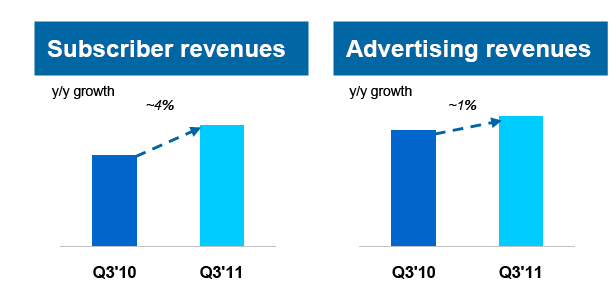 Subscriber revenues
y/y growth
~4%
Q3'10 Q3'11
Advertising revenues
y/y growth
~1%
Q3'10 Q3'11